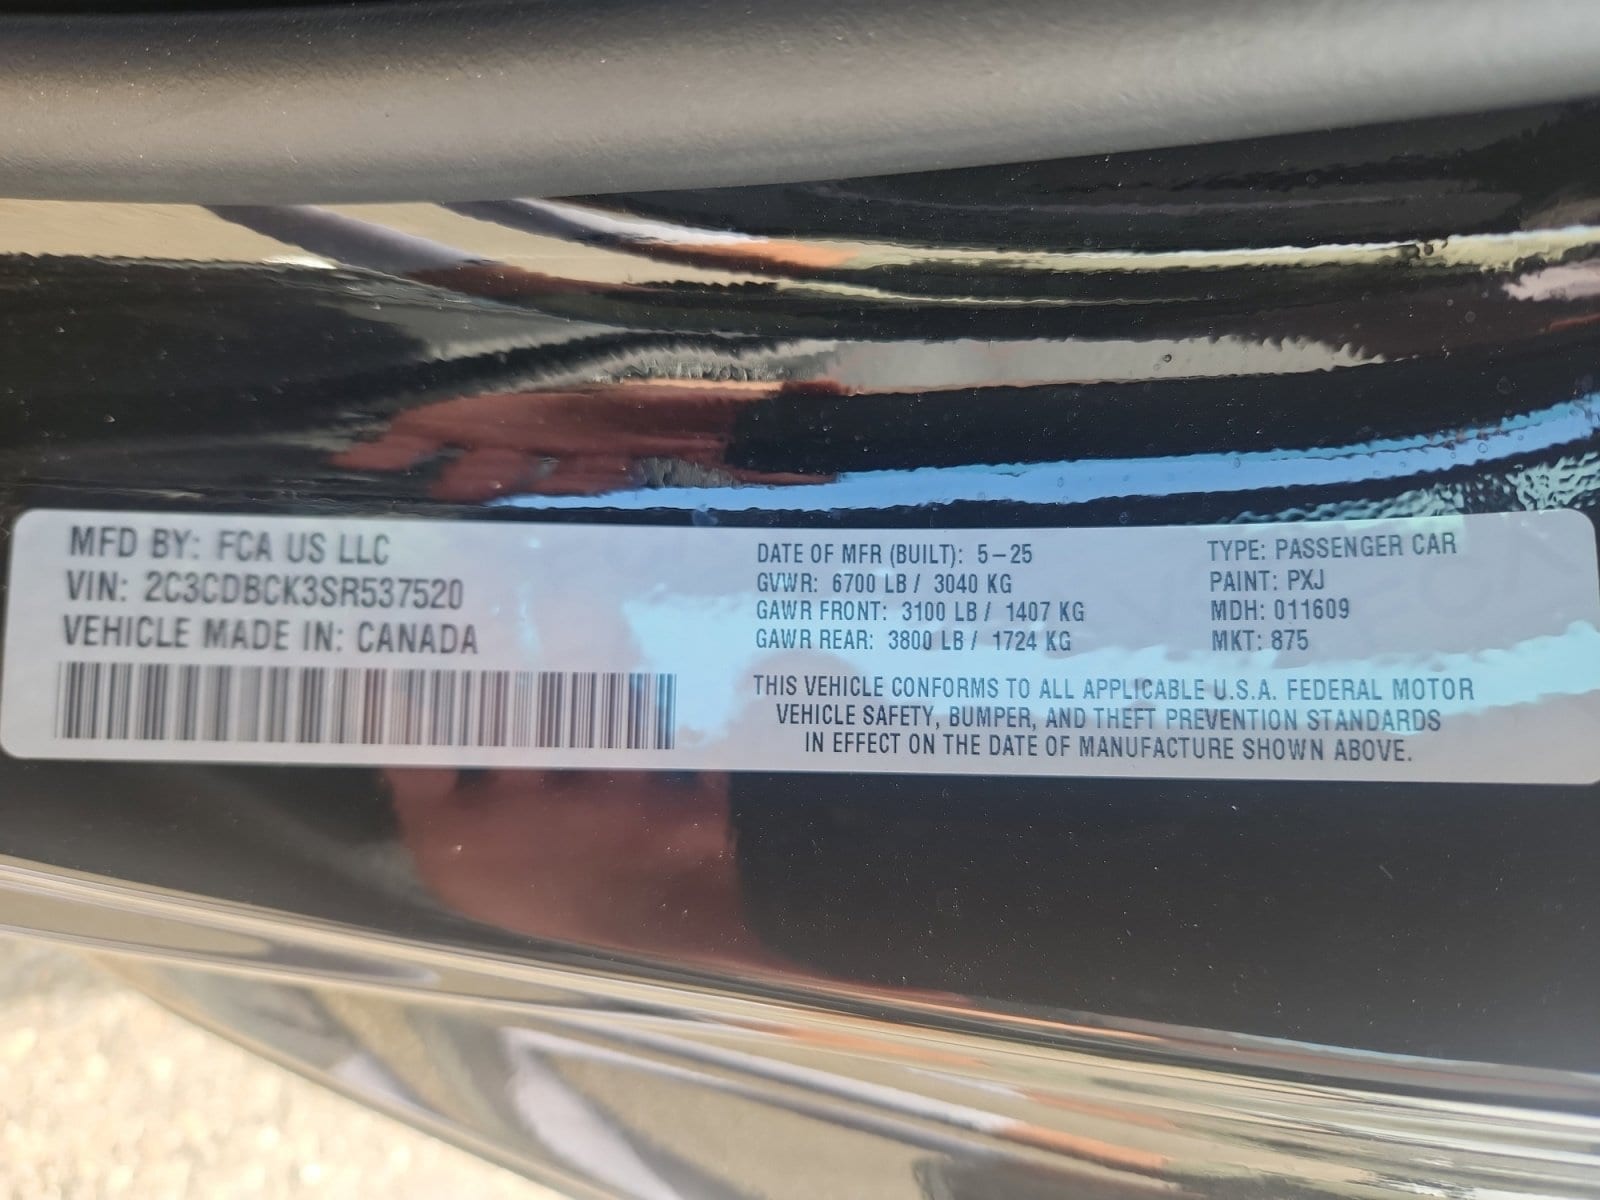 MFD BY: FCA US LLC
VIN: 2C3CDBCK3SR537520
VEHICLE MADE IN: CANADA
DATE OF MFR (BUILT): 5-25
GVWR: 6700 LB / 3040 KG
GAWR FRONT: 3100 LB / 1407 KG
GAWR REAR: 3800 LB / 1724 KG
TYPE: PASSENGER CAR
PAINT: PXJ
MDH: 011609
MKT: 875
THIS VEHICLE CONFORMS TO ALL APPLICABLE U.S.A. FEDERAL MOTOR
VEHICLE SAFETY, BUMPER, AND THEFT PREVENTION STANDARDS
IN EFFECT ON THE DATE OF MANUFACTURE SHOWN ABOVE.